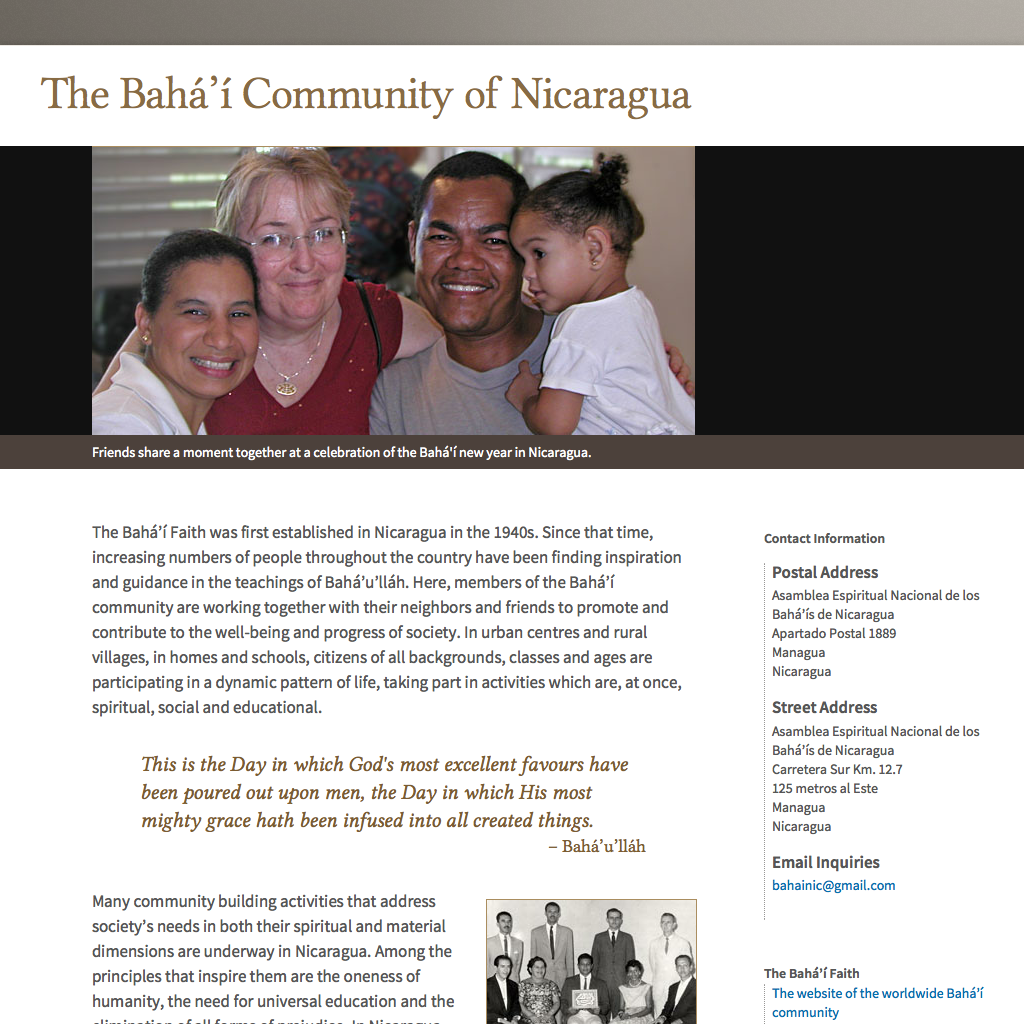 The Bahá’í Community of Nicaragua
Friends share a moment together at a celebration of the Bahá'í new year in Nicaragua.
The Bahá’í Faith was first established in Nicaragua in the 1940s. Since that time,
increasing numbers of people throughout the country have been finding inspiration
and guidance in the teachings of Bahá’u’lláh. Here, members of the Bahá’í
community are working together with their neighbors and friends to promote and
contribute to the well-being and progress of society. In urban centres and rural
villages, in homes and schools, citizens of all backgrounds, classes and ages are
participating in a dynamic pattern of life, taking part in activities which are, at once,
spiritual, social and educational.
This is the Day in which God's most excellent favours have
been poured out upon men, the Day in which His most
mighty grace hath been infused into all created things.
– Bahá’u’lláh
Many community building activities that address
society’s needs in both their spiritual and material
dimensions are underway in Nicaragua. Among the
principles that inspire them are the oneness of
humanity, the need for universal education and the
elimination of all forms of prejudice. In Nicaragua
Contact Information
Postal Address
Asamblea Espiritual Nacional de los
Bahá’ís de Nicaragua
Apartado Postal 1889
Managua
Nicaragua
Street Address
Asamblea Espiritual Nacional de los
Bahá’ís de Nicaragua
Carretera Sur Km. 12.7
125 metros al Este
Managua
Nicaragua
Email Inquiries
bahainic@gmail.com
The Bahá’í Faith
The website of the worldwide Bahá’í
community